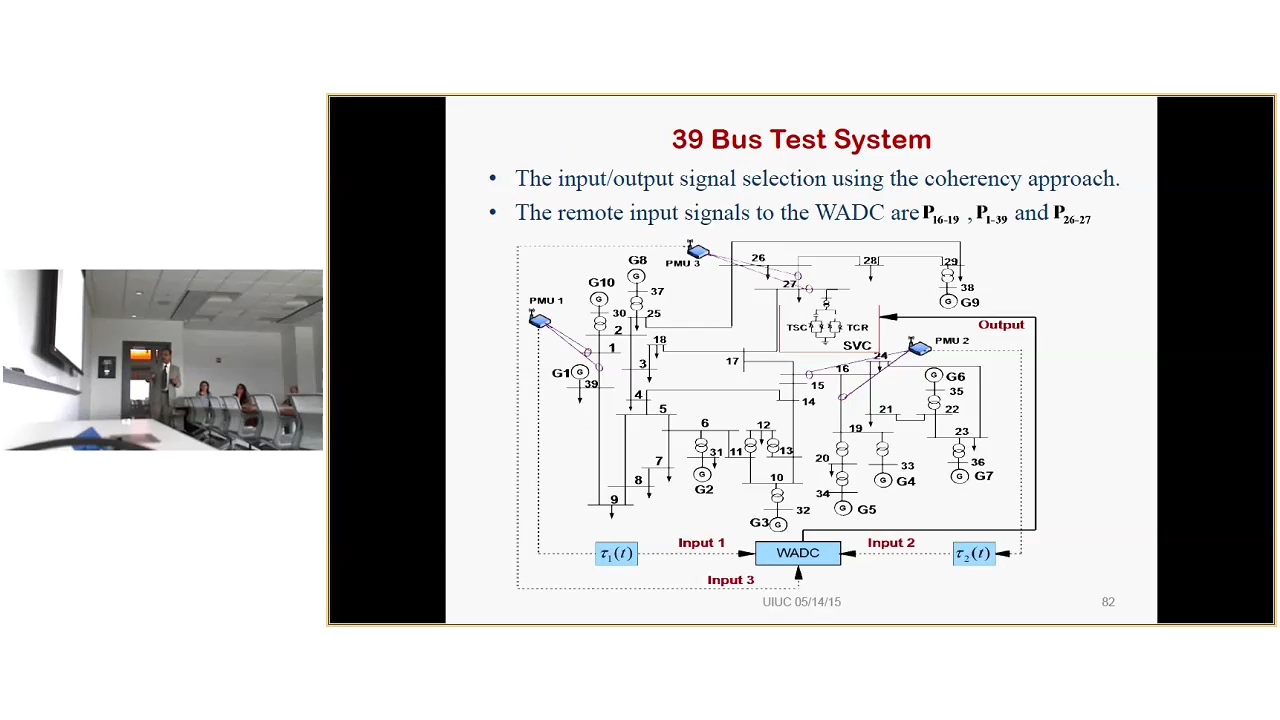 39 Bus Test System
• The input/output signal selection using the coherency approach.
• The remote input signals to the WADC are P16-19 , P1-39 and P26-27
PMU 3
26
28
29
G8
27
38
G9
G10
37
PMU 1
30
25
Output
2
TSC
TCR
18
SVC
PMU 2
1
17
24
3
16
G1
39
15
G6
4
14
35
5
21
22
6
12
19
23
31
11
13
7
20
33
36
8
10
G2
34
G4
G7
9
32
G5
G3
τ1(t)
Input 1
WADC
Input 2
τ2(t)
Input 3
UIUC 05/14/15
82